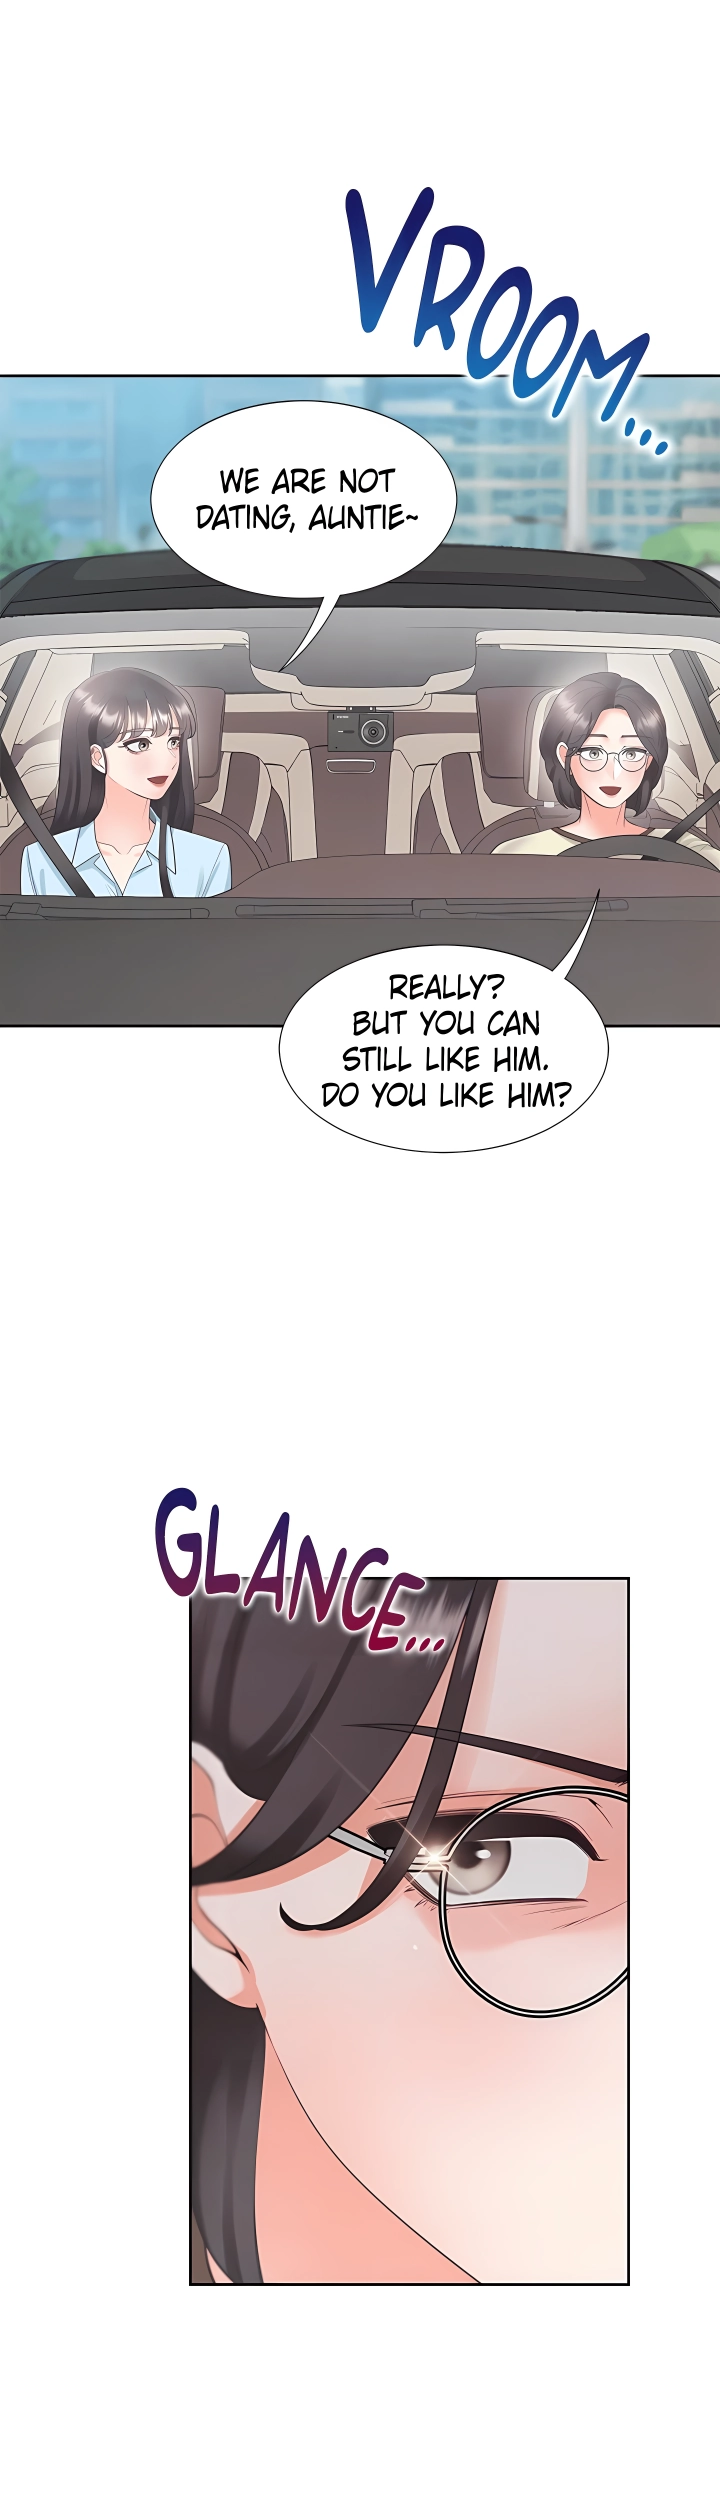 VROOM...
WE ARE NOT
DATING, AUNTIE~
REALLY?
BUT YOU CAN
STILL LIKE HIM.
DO YOU LIKE HIM?
GLANCE...